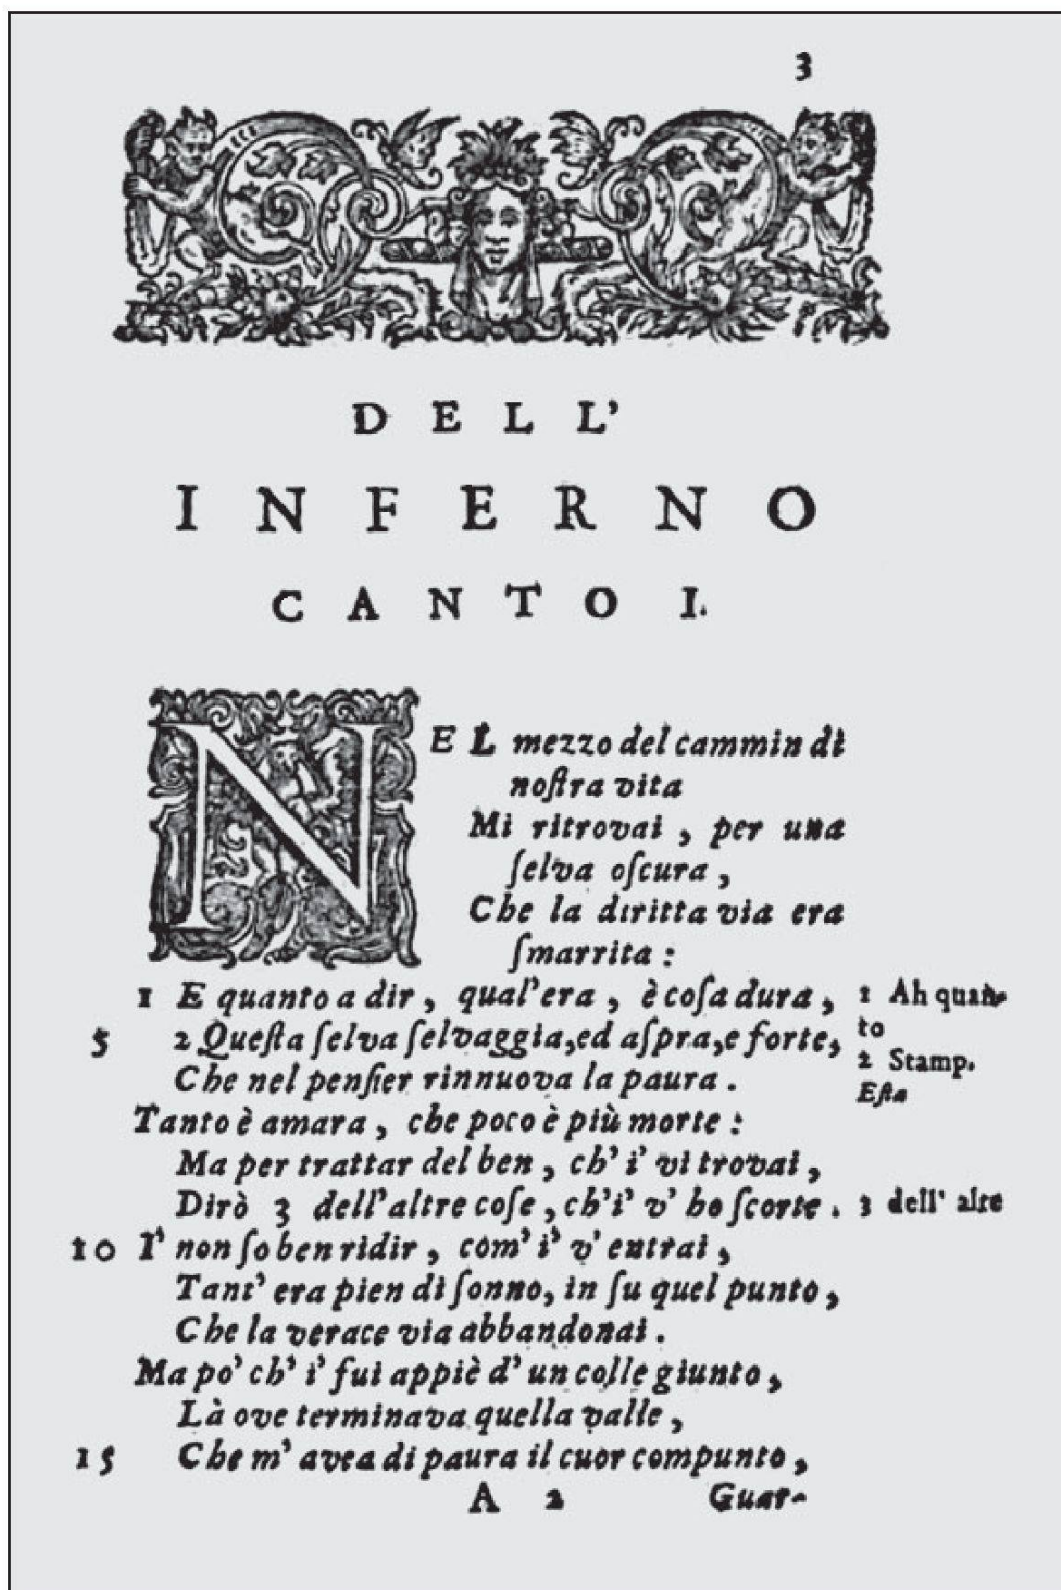 3
DELL'
INFERNO
CANTO I.
NEL mezzo del cammin di
noſtra vita
Mi ritrovai, per una
ſelva oſcura,
Che la diritta via era
ſmarrita:
1 E quanto a dir, qual'era, è coſa dura, 1 Ah quan-
5 2 Queſta ſelva ſelvaggia, ed aſpra, e forte, to
Che nel penſier rinnuova la paura. 2 Stamp.
Eſta
Tanto è amara, che poco è più morte:
Ma per trattar del ben, ch' i' vi trovai,
Dirò 3 dell'altre coſe, ch'i' v' ho ſcorte. 3 dell' alte
10 I' non ſo ben ridir, com' i' v' entrai,
Tant' era pien di ſonno, in ſu quel punto,
Che la verace via abbandonai.
Ma po' ch' i' fui appiè d' un colle giunto,
Là ove terminava quella valle,
15 Che m' avea di paura il cuor compunto,
A 2 Guar-